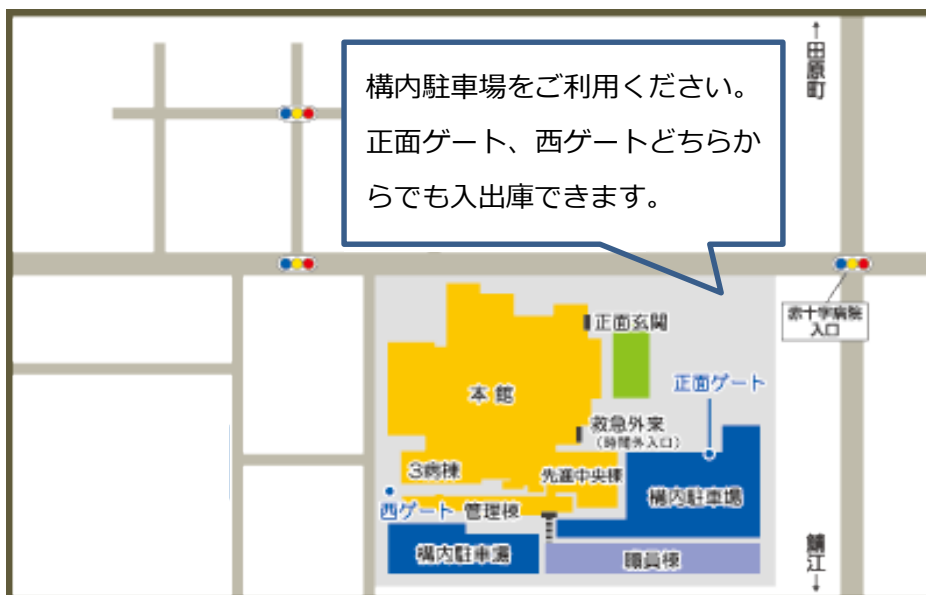 ↑田原町
構内駐車場をご利用ください。
正面ゲート、西ゲートどちらか
らでも入出庫できます。
赤十字病院
入口
正面玄関
正面ゲート
本館
救急外来
(時間外入口)
3病棟
先進中央棟
構内駐車場
西ゲート
管理棟
構内駐車場
職員棟
鯖江↓